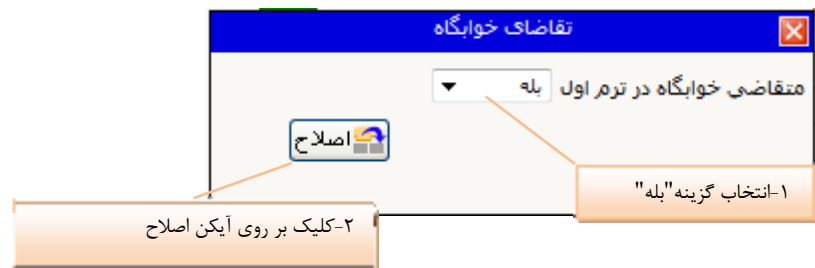 تقاضای خوابگاه
متقاضی خوابگاه در ترم اول بله
اصلاح
۱-انتخاب گزینه"بله"
۲-کلیک بر روی آیکن اصلاح